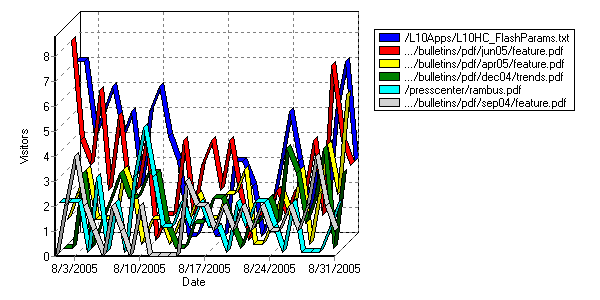 /L10Apps/L10HC_FlashParams.txt
.../bulletins/pdf/jun05/feature.pdf
.../bulletins/pdf/apr05/feature.pdf
.../bulletins/pdf/dec04/trends.pdf
/presscenter/rambus.pdf
.../bulletins/pdf/sep04/feature.pdf
Visitors
8
7
6
5
4
3
2
1
0
8/3/2005 8/10/2005 8/17/2005 8/24/2005 8/31/2005
Date